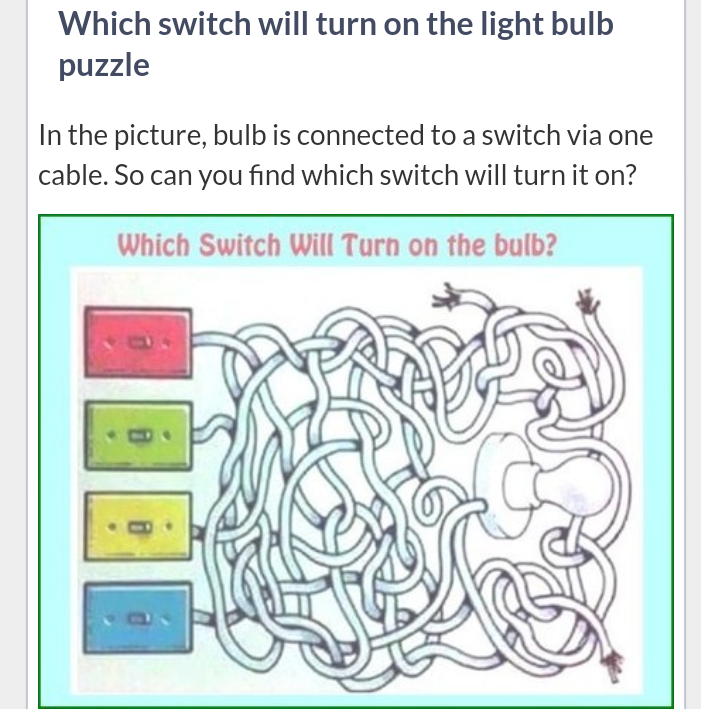 Which switch will turn on the light bulb
puzzle
In the picture, bulb is connected to a switch via one
cable. So can you find which switch will turn it on?
Which Switch Will Turn on the bulb?